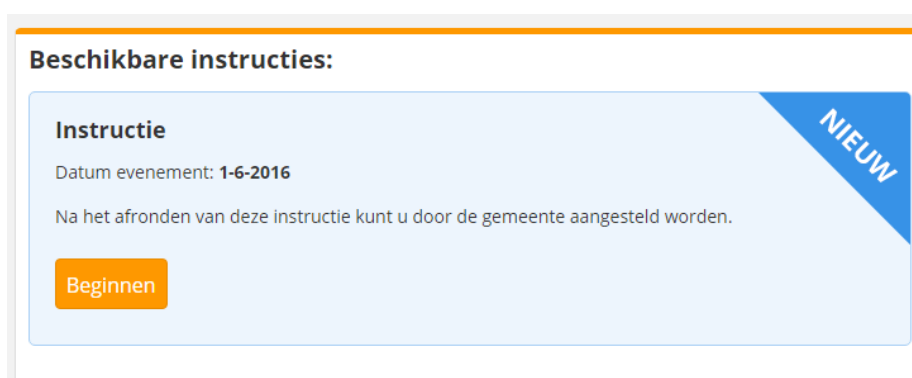 Beschikbare instructies:
Instructie
NIEUW
Datum evenement: 1-6-2016
Na het afronden van deze instructie kunt u door de gemeente aangesteld worden.
Beginnen